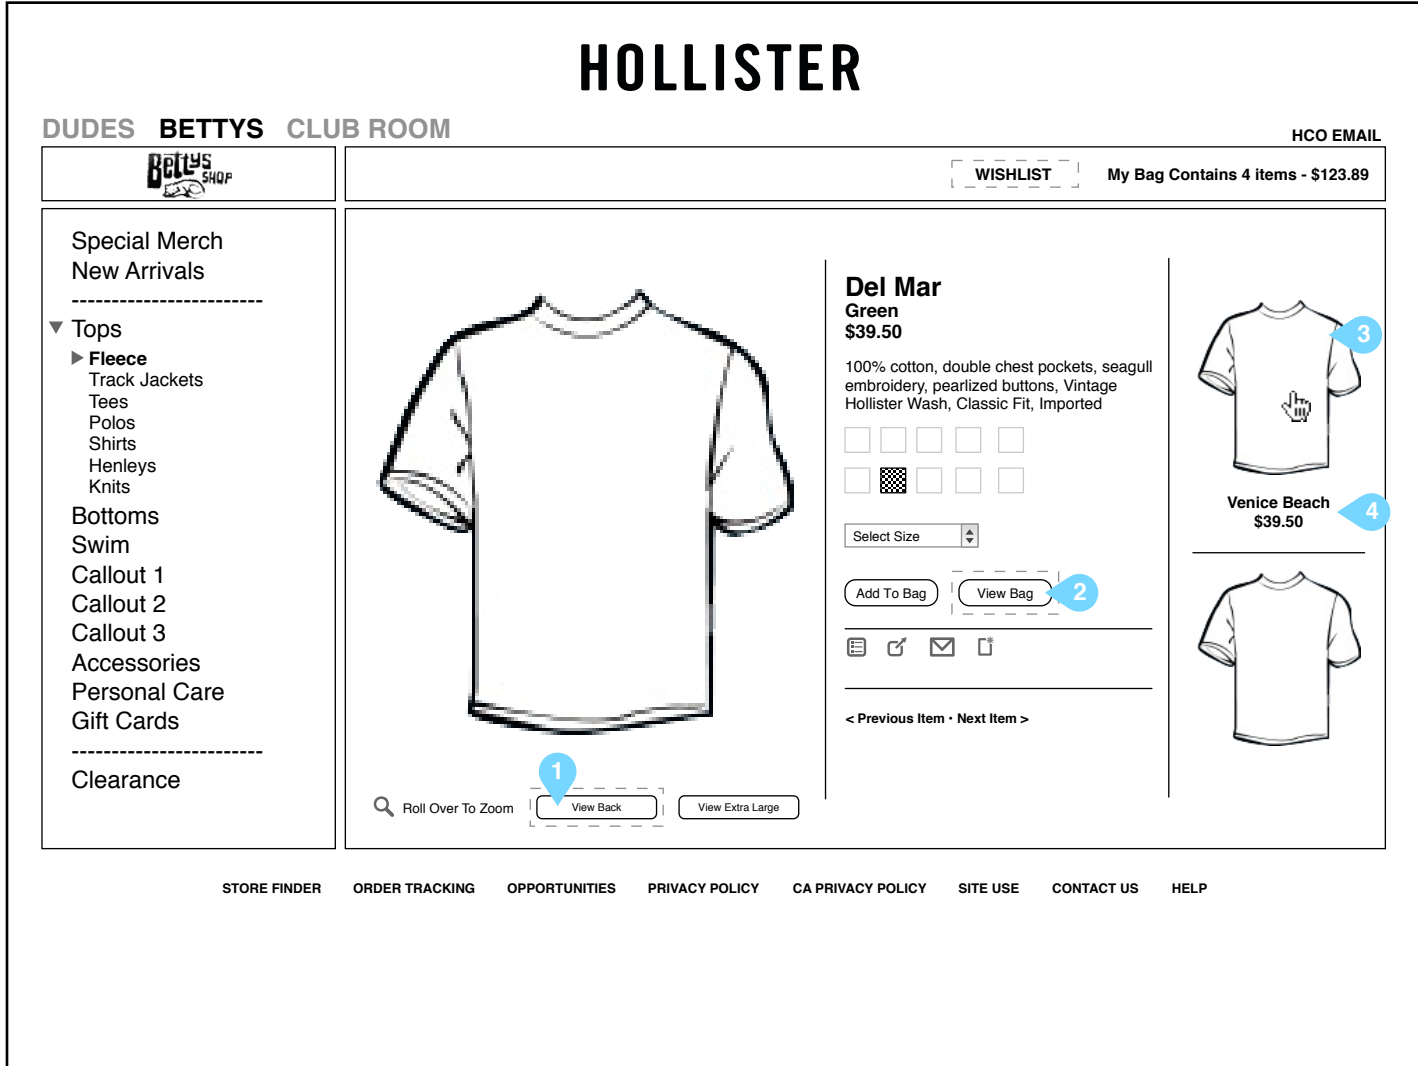 HOLLISTER
DUDES BETTYS CLUB ROOM
HCO EMAIL
BettyS
SHOP
WISHLIST
My Bag Contains 4 items - $123.89
Special Merch
New Arrivals
------------------------
Tops
Fleece
Track Jackets
Tees
Polos
Shirts
Henleys
Knits
Bottoms
Swim
Callout 1
Callout 2
Callout 3
Accessories
Personal Care
Gift Cards
------------------------
Clearance
1
Roll Over To Zoom
View Back
View Extra Large
Del Mar
Green
$39.50
100% cotton, double chest pockets, seagull
embroidery, pearlized buttons, Vintage
Hollister Wash, Classic Fit, Imported
Select Size
Add To Bag
View Bag
2
< Previous Item • Next Item >
3
Venice Beach
$39.50
4
STORE FINDER ORDER TRACKING OPPORTUNITIES PRIVACY POLICY CA PRIVACY POLICY SITE USE CONTACT US HELP